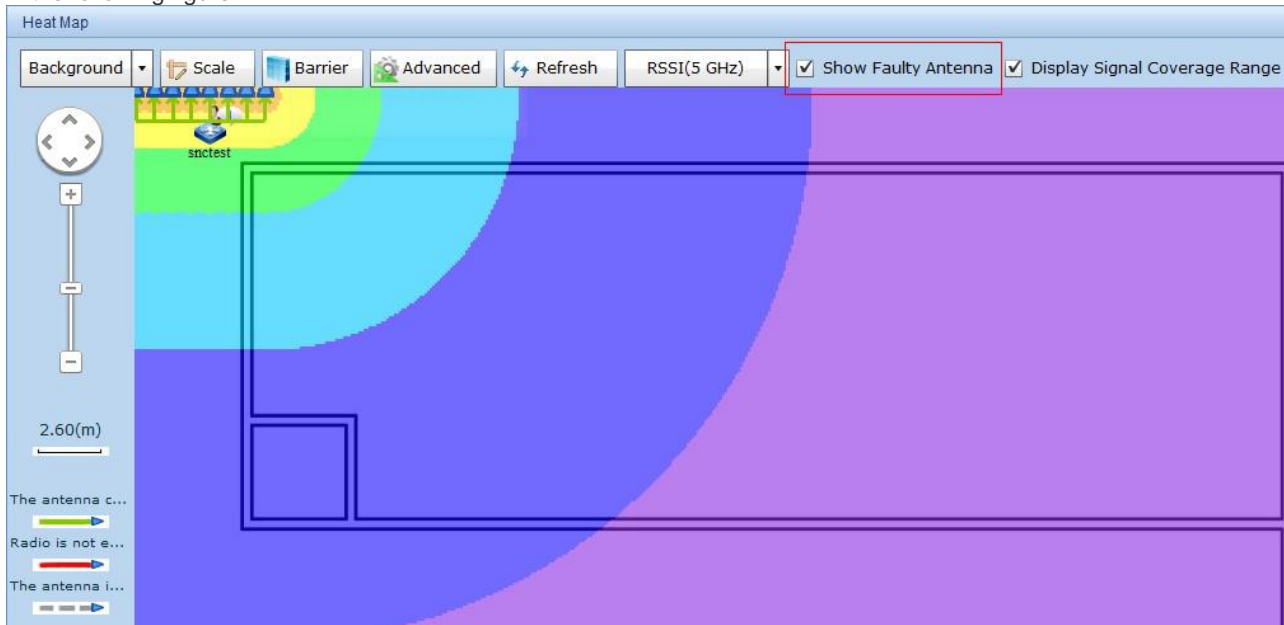 Heat Map
Background Scale Barrier Advanced Refresh RSSI(5 GHz) Show Faulty Antenna Display Signal Coverage Range
snctest
2.60(m)
The antenna c...
Radio is not e...
The antenna i...